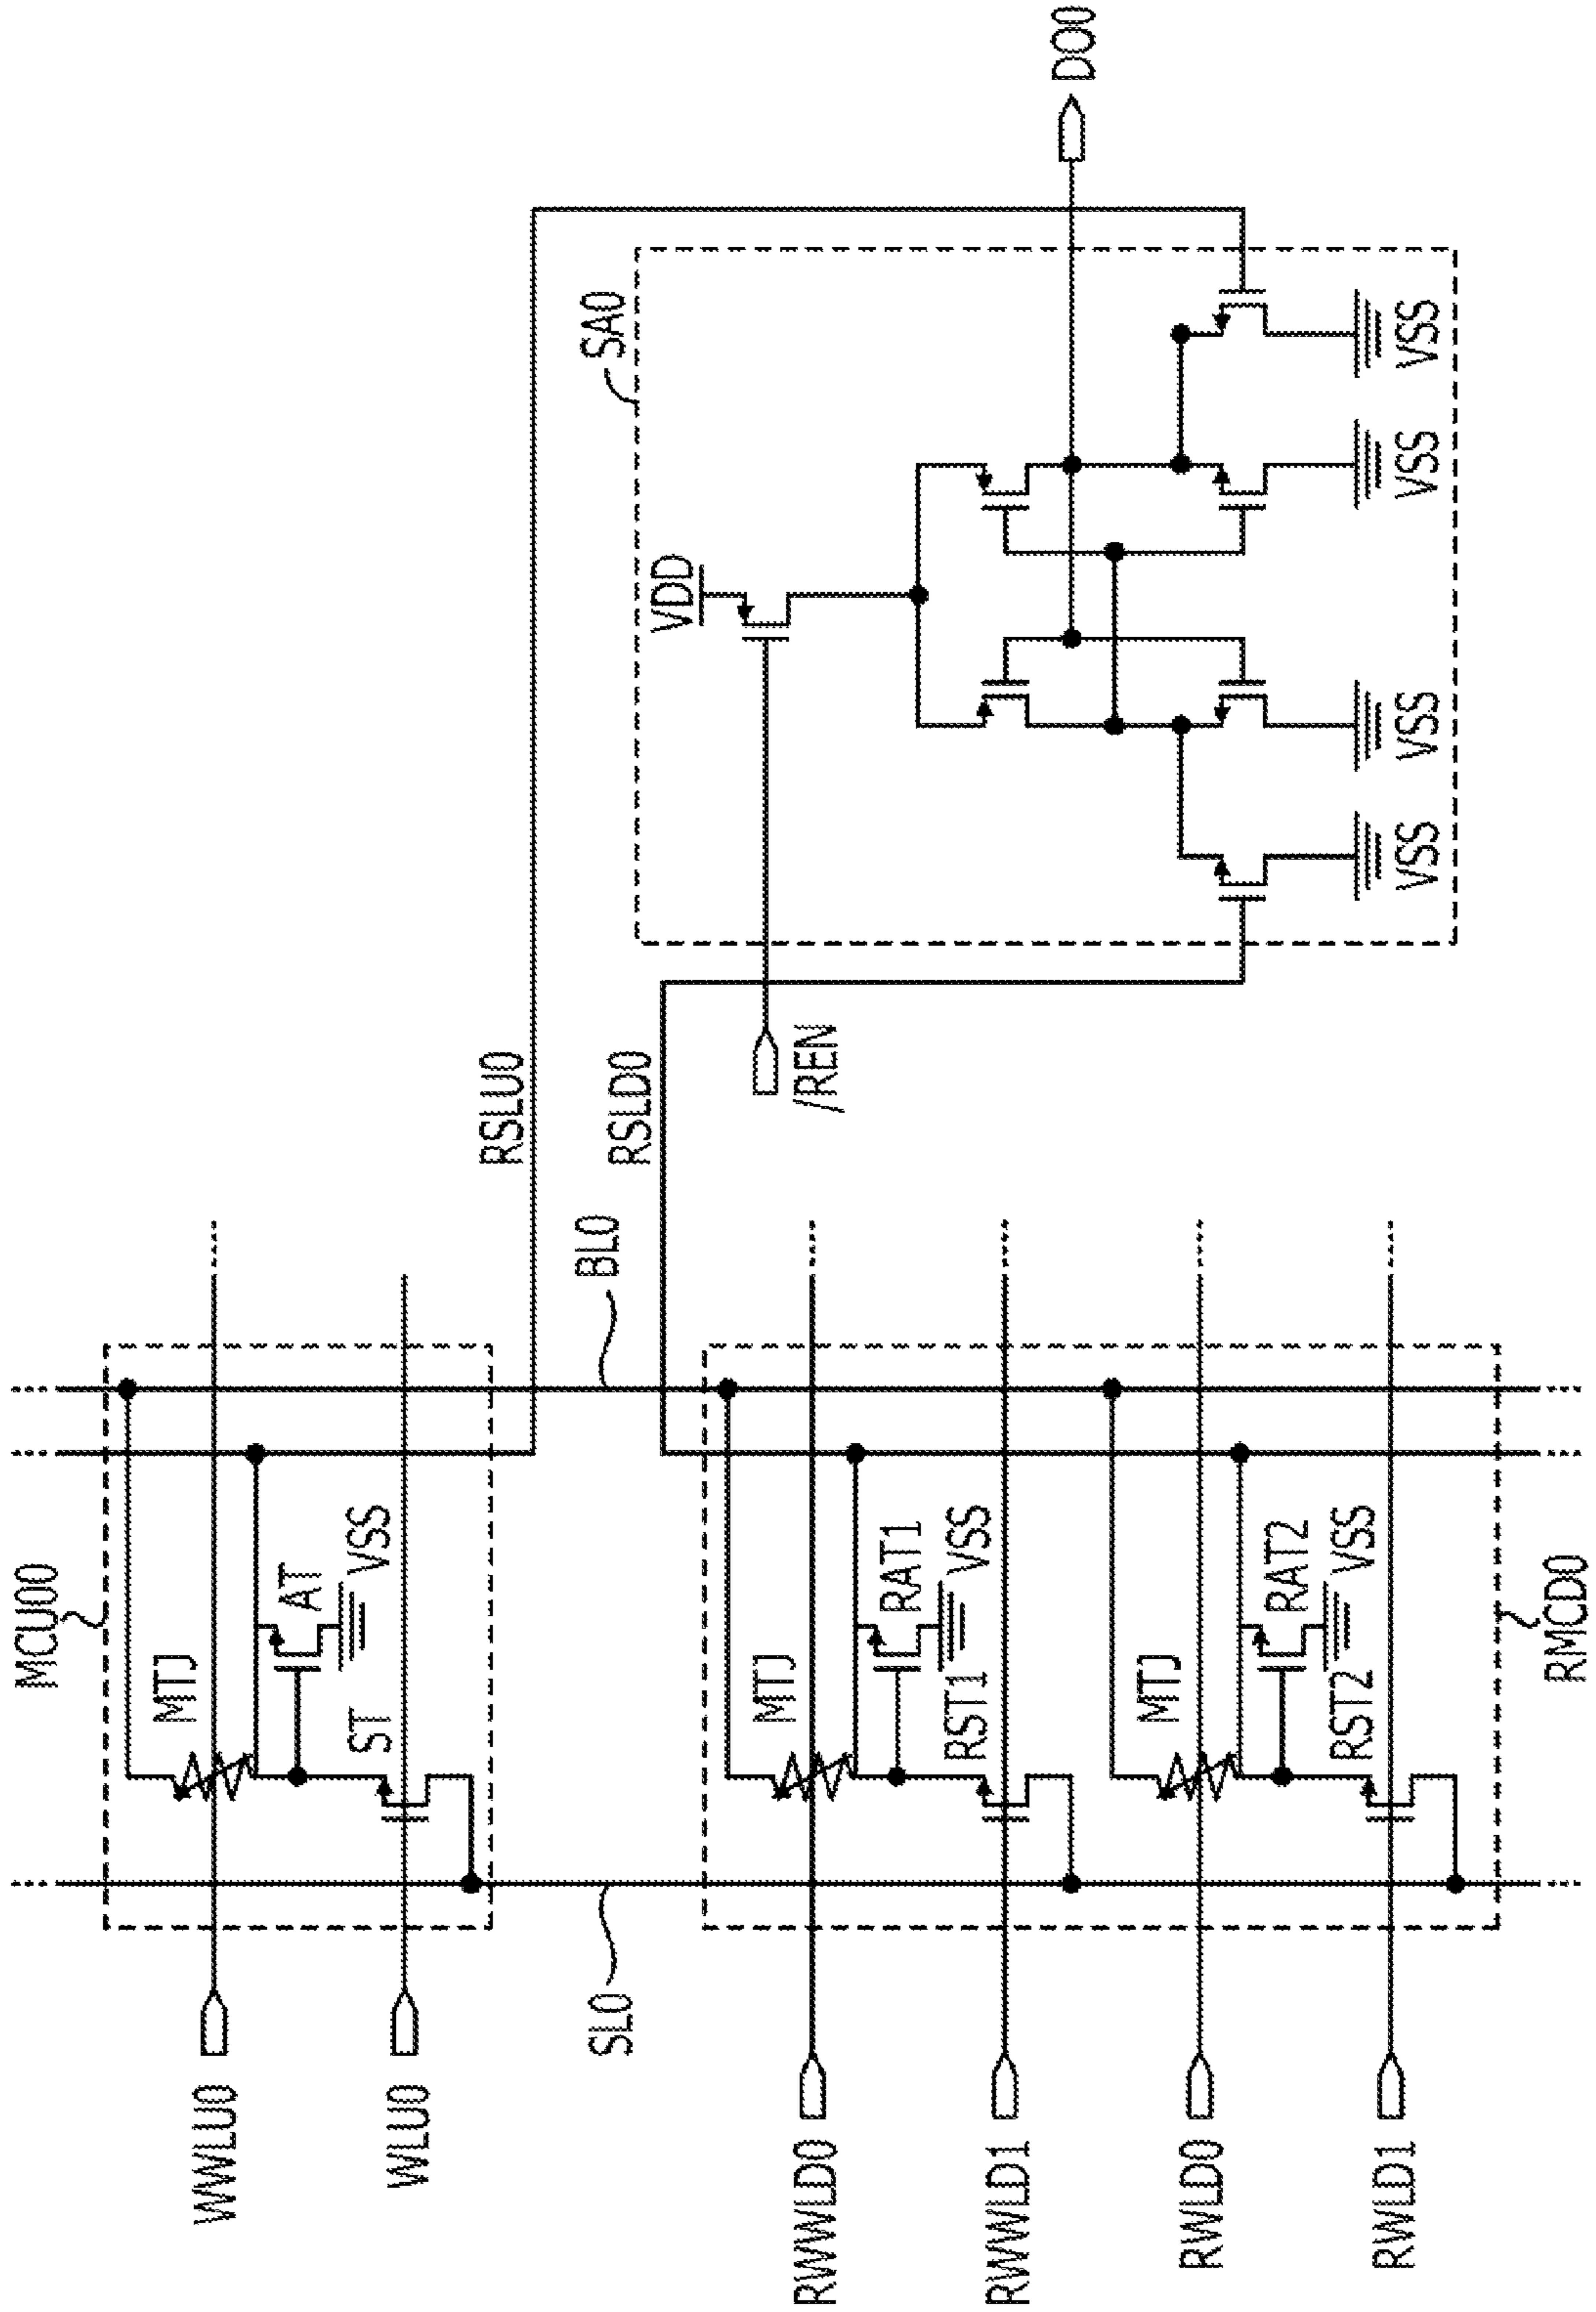 MCU00
WWLU0
WLU0
MTJ
AT
VSS
ST
SL0
BL0
RSLU0
RSLD0
RWWLD0
RWWLD1
RWLD0
RWLD1
MTJ
RAT1
VSS
RST1
MTJ
RAT2
VSS
RST2
RMCD0
/REN
SA0
VDD
VSS
VSS
VSS
VSS
DO0